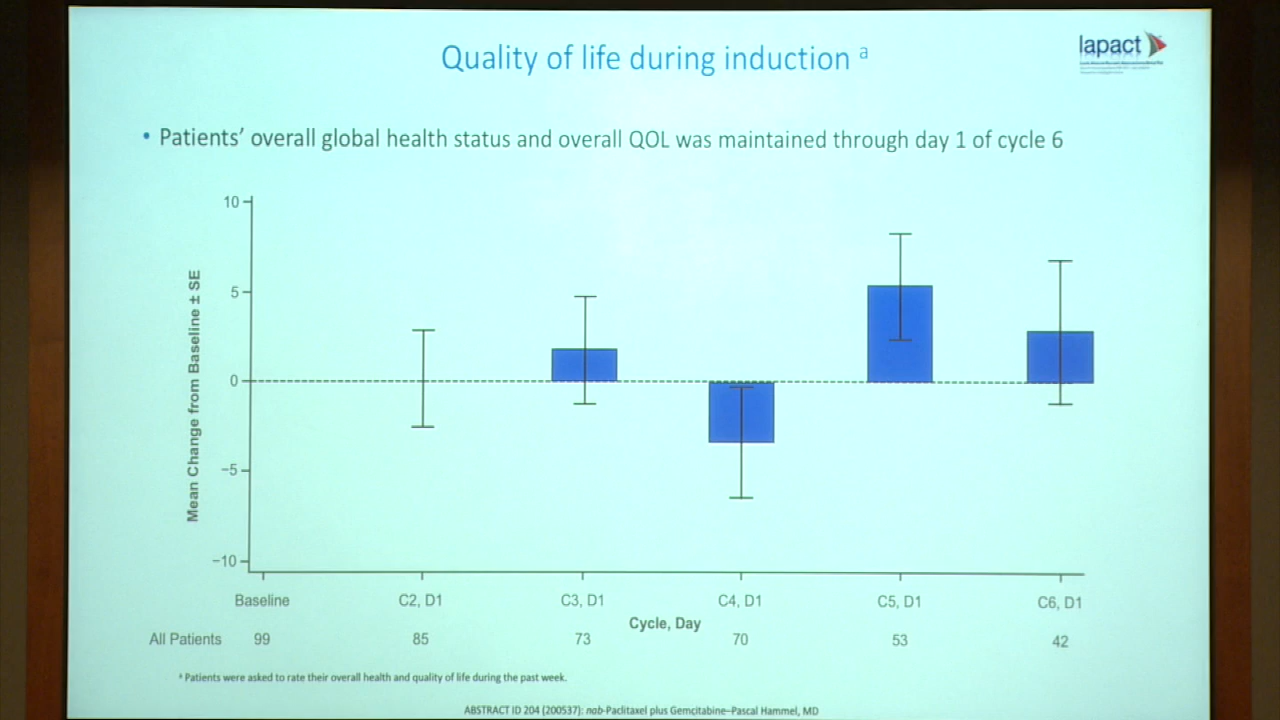 Quality of life during induction a
lapact
• Patients' overall global health status and overall QOL was maintained through day 1 of cycle 6
Mean Change from Baseline ± SE
10
5
0
−5
−10
Baseline C2, D1 C3, D1 C4, D1 C5, D1 C6, D1
Cycle, Day
All Patients 99 85 73 70 53 42
a Patients were asked to rate their overall health and quality of life during the past week.
ABSTRACT ID 204 (200537): nab-Paclitaxel plus Gemcitabine–Pascal Hammel, MD